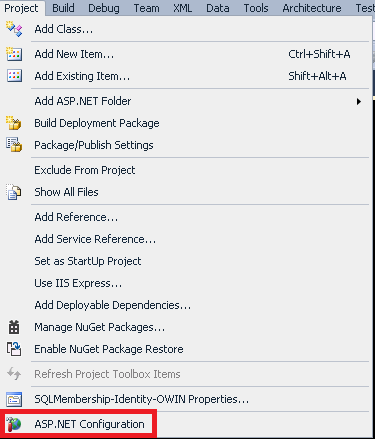 Project Build Debug Team XML Data Tools Architecture Test
Add Class...
Add New Item... Ctrl+Shift+A
Add Existing Item... Shift+Alt+A
Add ASP.NET Folder
Build Deployment Package
Package/Publish Settings
Exclude From Project
Show All Files
Add Reference...
Add Service Reference...
Set as StartUp Project
Use IIS Express...
Add Deployable Dependencies...
Manage NuGet Packages...
Enable NuGet Package Restore
Refresh Project Toolbox Items
SQLMembership-Identity-OWIN Properties...
ASP.NET Configuration